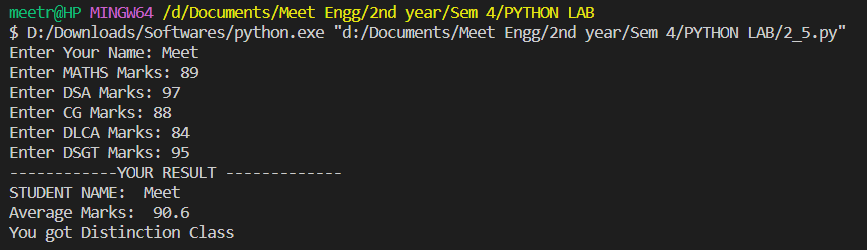 meetr@HP MINGW64 /d/Documents/Meet Engg/2nd year/Sem 4/PYTHON LAB
$ D:/Downloads/Softwares/python.exe "d:/Documents/Meet Engg/2nd year/Sem 4/PYTHON LAB/2_5.py"
Enter Your Name: Meet
Enter MATHS Marks: 89
Enter DSA Marks: 97
Enter CG Marks: 88
Enter DLCA Marks: 84
Enter DSGT Marks: 95
------------YOUR RESULT -------------
STUDENT NAME:  Meet
Average Marks:  90.6
You got Distinction Class